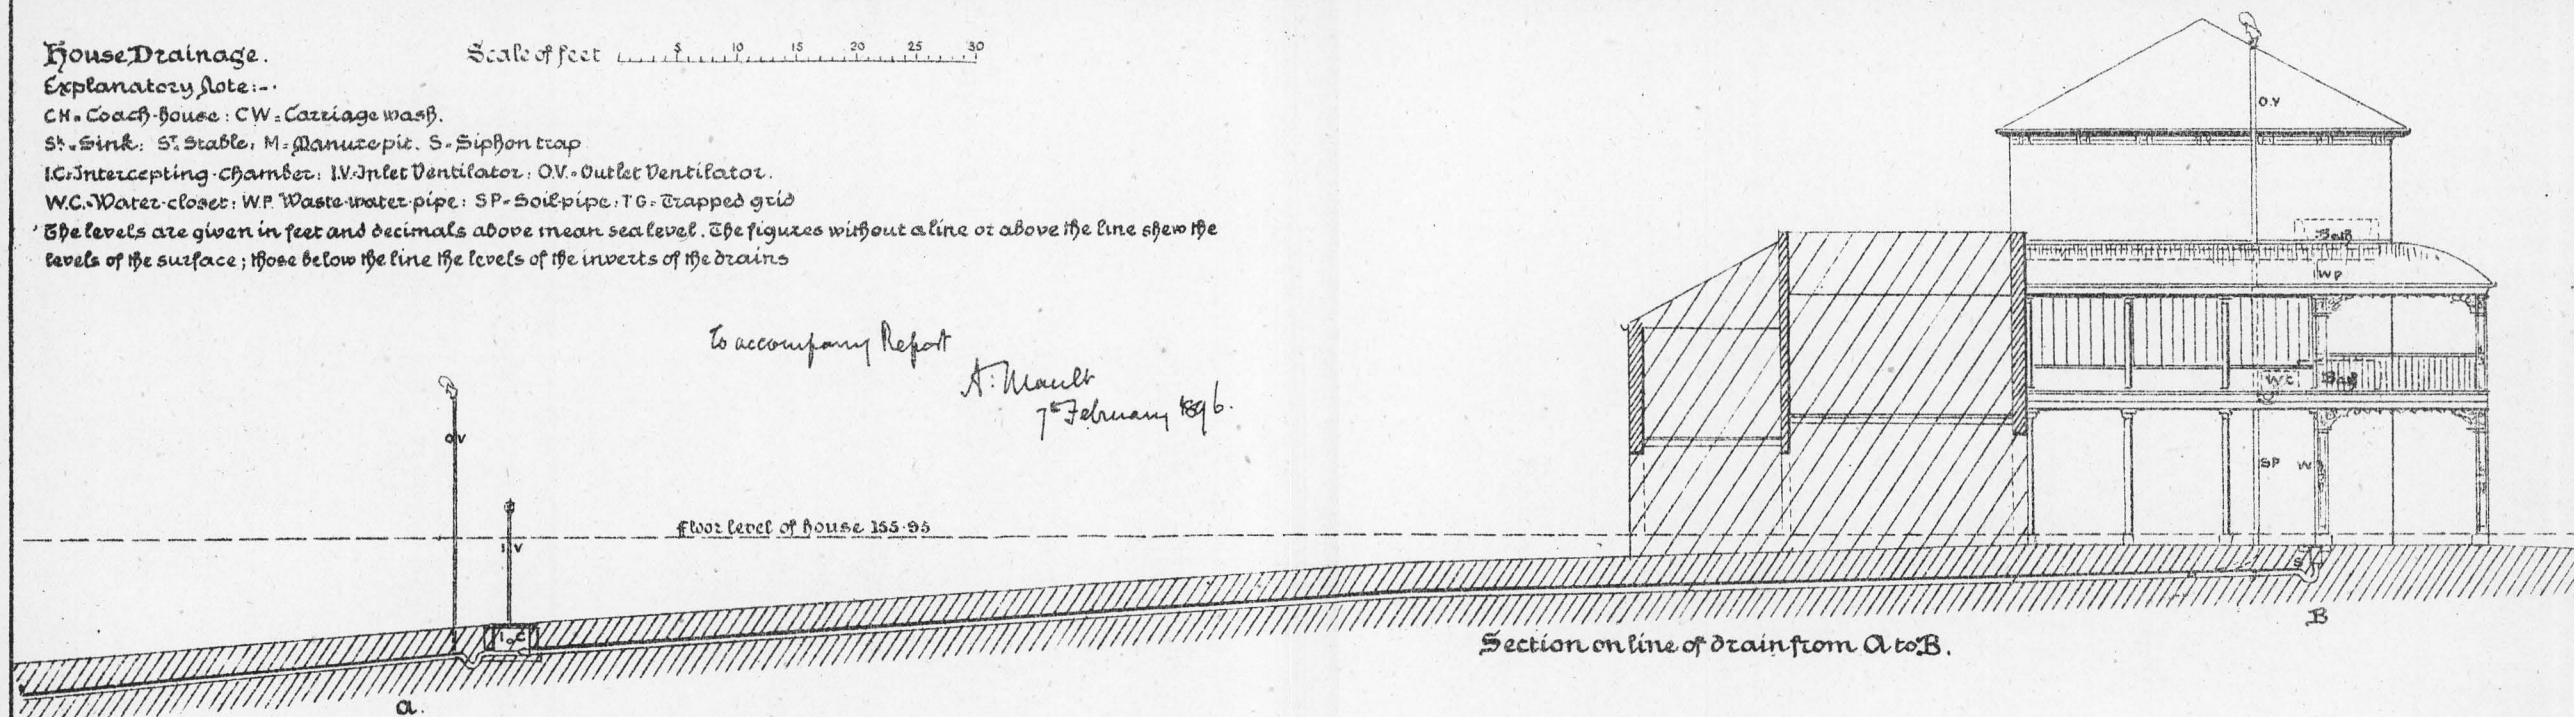 House Drainage.
Scale of feet 5 10 15 20 25 30
Explanatory Note:-
CH = Coach-house : CW = Carriage wash.
Sk = Sink : ST Stable : M = Manure pit. S = Siphon trap
I.C = Intercepting-chamber : I.V = Inlet Ventilator : O.V. = Outlet Ventilator.
W.C. = Water-closet : W.P. Waste-water-pipe : SP = Soil-pipe : TG = Trapped grid
The levels are given in feet and decimals above mean sea level. The figures without a line or above the line shew the
levels of the surface; those below the line the levels of the inverts of the drains
To accompany Report
A. Mault
7th February 1896.
O.V
Bath
WP
W.C
Bath
OV
SP W
Floor level of house 155.95
I V
S
I C
B
Section on line of drain from A to B.
a.